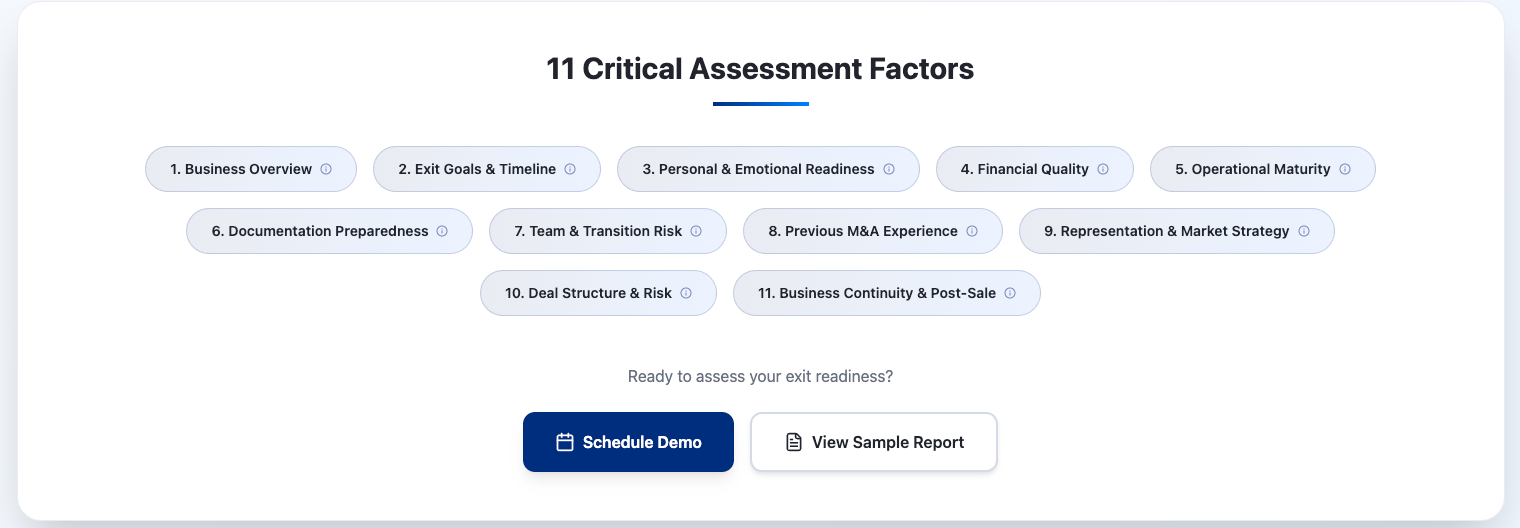 11 Critical Assessment Factors
1. Business Overview
2. Exit Goals & Timeline
3. Personal & Emotional Readiness
4. Financial Quality
5. Operational Maturity
6. Documentation Preparedness
7. Team & Transition Risk
8. Previous M&A Experience
9. Representation & Market Strategy
10. Deal Structure & Risk
11. Business Continuity & Post-Sale
Ready to assess your exit readiness?
Schedule Demo
View Sample Report